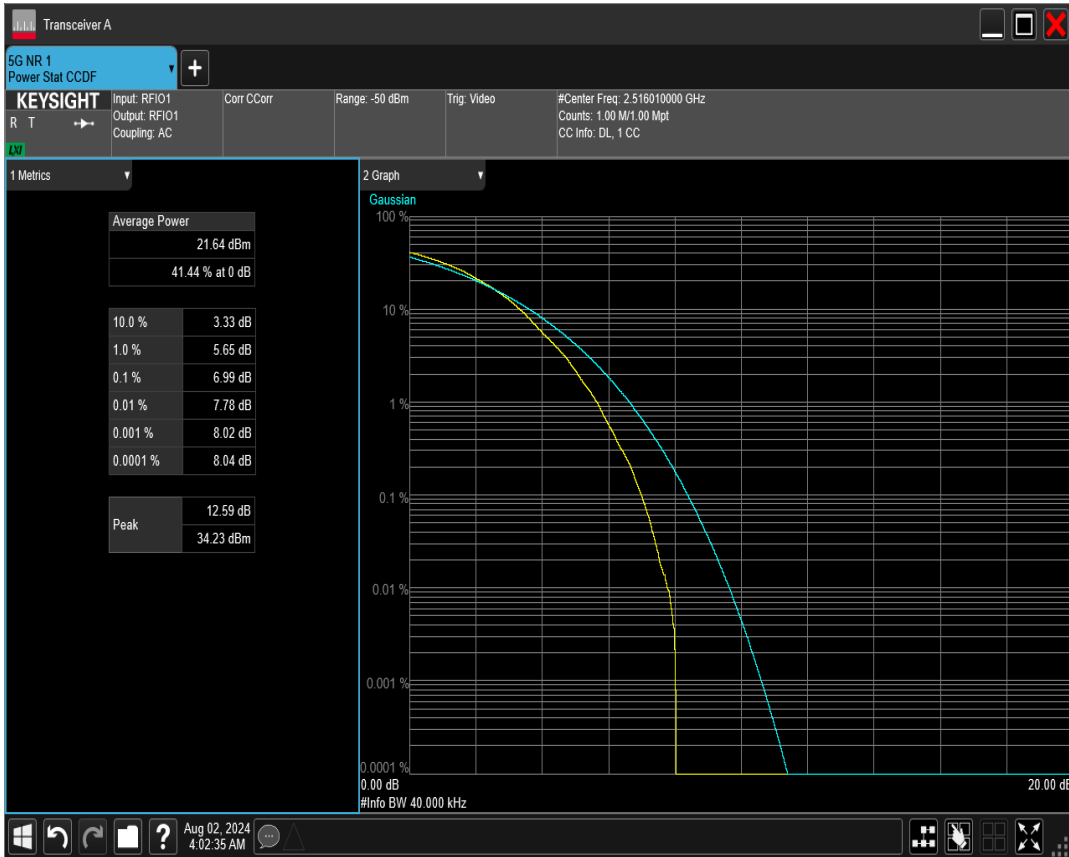 Transceiver A
5G NR 1
Power Stat CCDF
+
KEYSIGHT
R T
LXI
Input: RFIO1
Output: RFIO1
Coupling: AC
Corr CCorr
Range: -50 dBm
Trig: Video
#Center Freq: 2.516010000 GHz
Counts: 1.00 M/1.00 Mpt
CC Info: DL, 1 CC
1 Metrics
Average Power
21.64 dBm
41.44 % at 0 dB
10.0 % 3.33 dB
1.0 % 5.65 dB
0.1 % 6.99 dB
0.01 % 7.78 dB
0.001 % 8.02 dB
0.0001 % 8.04 dB
Peak 12.59 dB
34.23 dBm
2 Graph
Gaussian
100 %
10 %
1 %
0.1 %
0.01 %
0.001 %
0.0001 %
0.00 dB 20.00 dB
#Info BW 40.000 kHz
?
Aug 02, 2024
4:02:35 AM